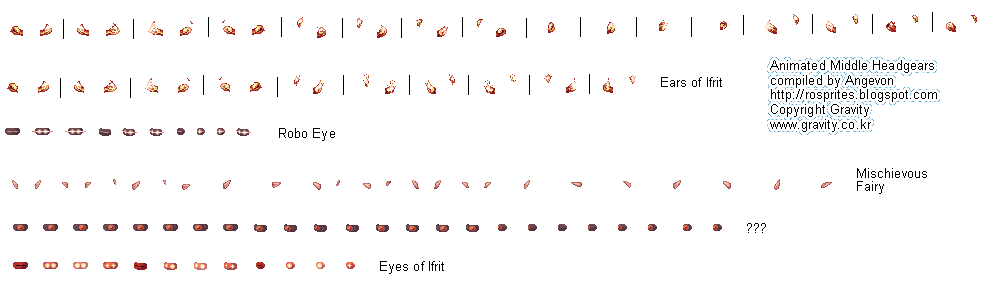 Animated Middle Headgears
compiled by Angevon
http://rosprites.blogspot.com
Copyright Gravity
www.gravity.co.kr
Ears of Ifrit
Robo Eye
Mischievous
Fairy
???
Eyes of Ifrit